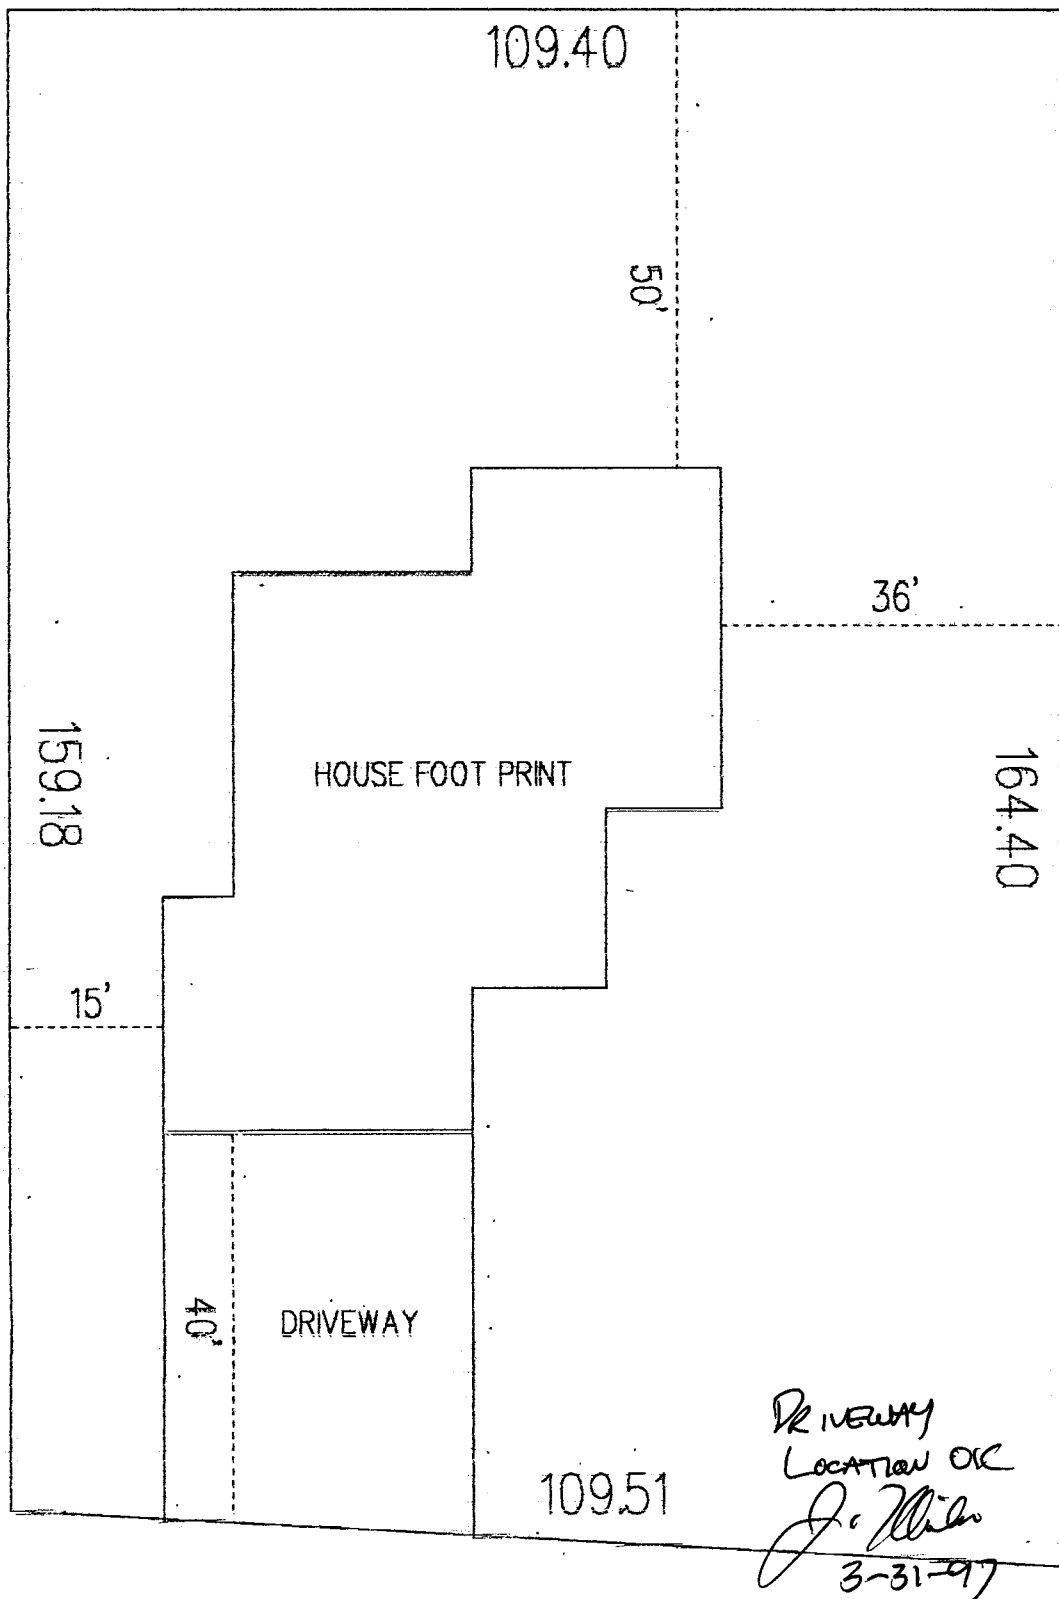 109.40
50'
36'
159.18
HOUSE FOOT PRINT
164.40
15'
40'
DRIVEWAY
109.51
DRIVEWAY
LOCATION OK
3-31-97